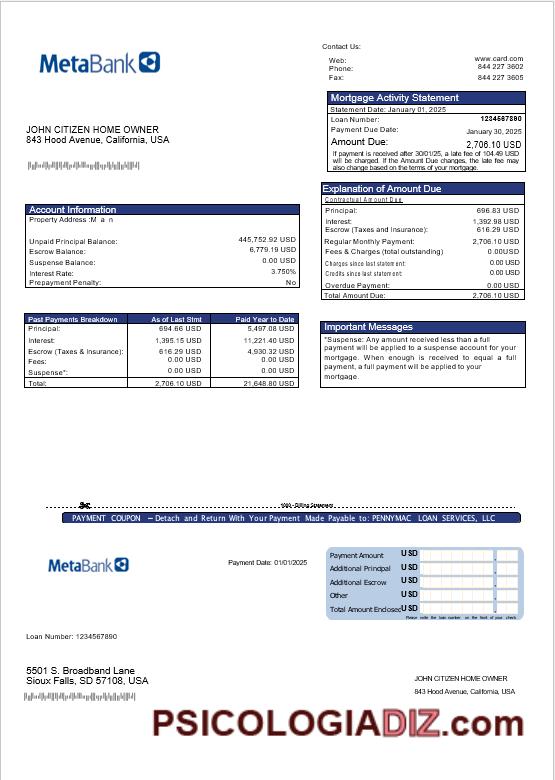 MetaBank
Contact Us:
Web: www.card.com
Phone: 844 227 3602
Fax: 844 227 3605
Mortgage Activity Statement
Statement Date: January 01, 2025
Loan Number: 1234567890
Payment Due Date: January 30, 2025
Amount Due: 2,706.10 USD
If payment is received after 30/01/25, a late fee of 104.49 USD
will be charged. If the Amount Due changes, the late fee may
also change based on the terms of your mortgage.
JOHN CITIZEN HOME OWNER
843 Hood Avenue, California, USA
Explanation of Amount Due
Contractual Amount Due
Principal: 696.83 USD
Interest: 1,392.98 USD
Escrow (Taxes and Insurance): 616.29 USD
Regular Monthly Payment: 2,706.10 USD
Fees & Charges (total outstanding) 0.00USD
Charges since last statement: 0.00 USD
Credits since last statement: 0.00 USD
Overdue Payment: 0.00 USD
Total Amount Due: 2,706.10 USD
Account Information
Property Address :M a n
Unpaid Principal Balance: 445,752.92 USD
Escrow Balance: 6,779.19 USD
Suspense Balance: 0.00 USD
Interest Rate: 3.750%
Prepayment Penalty: No
Past Payments Breakdown As of Last Stmt Paid Year to Date
Principal: 694.66 USD 5,497.08 USD
Interest: 1,395.15 USD 11,221.40 USD
Escrow (Taxes & Insurance): 616.29 USD 4,930.32 USD
Fees: 0.00 USD 0.00 USD
Suspense*: 0.00 USD 0.00 USD
Total: 2,706.10 USD 21,648.80 USD
Important Messages
*Suspense: Any amount received less than a full
payment will be applied to a suspense account for your
mortgage. When enough is received to equal a full
payment, a full payment will be applied to your
mortgage.
1000 - Billing Statement
PAYMENT COUPON – Detach and Return With Your Payment Made Payable to: PENNYMAC LOAN SERVICES, LLC
MetaBank
Payment Date: 01/01/2025
Payment Amount USD
Additional Principal USD
Additional Escrow USD
Other USD
Total Amount Enclosed USD
Please write the loan number on the front of your check
Loan Number: 1234567890
5501 S. Broadband Lane
Sioux Falls, SD 57108, USA
JOHN CITIZEN HOME OWNER
843 Hood Avenue, California, USA
PSICOLOGIADIZ.com